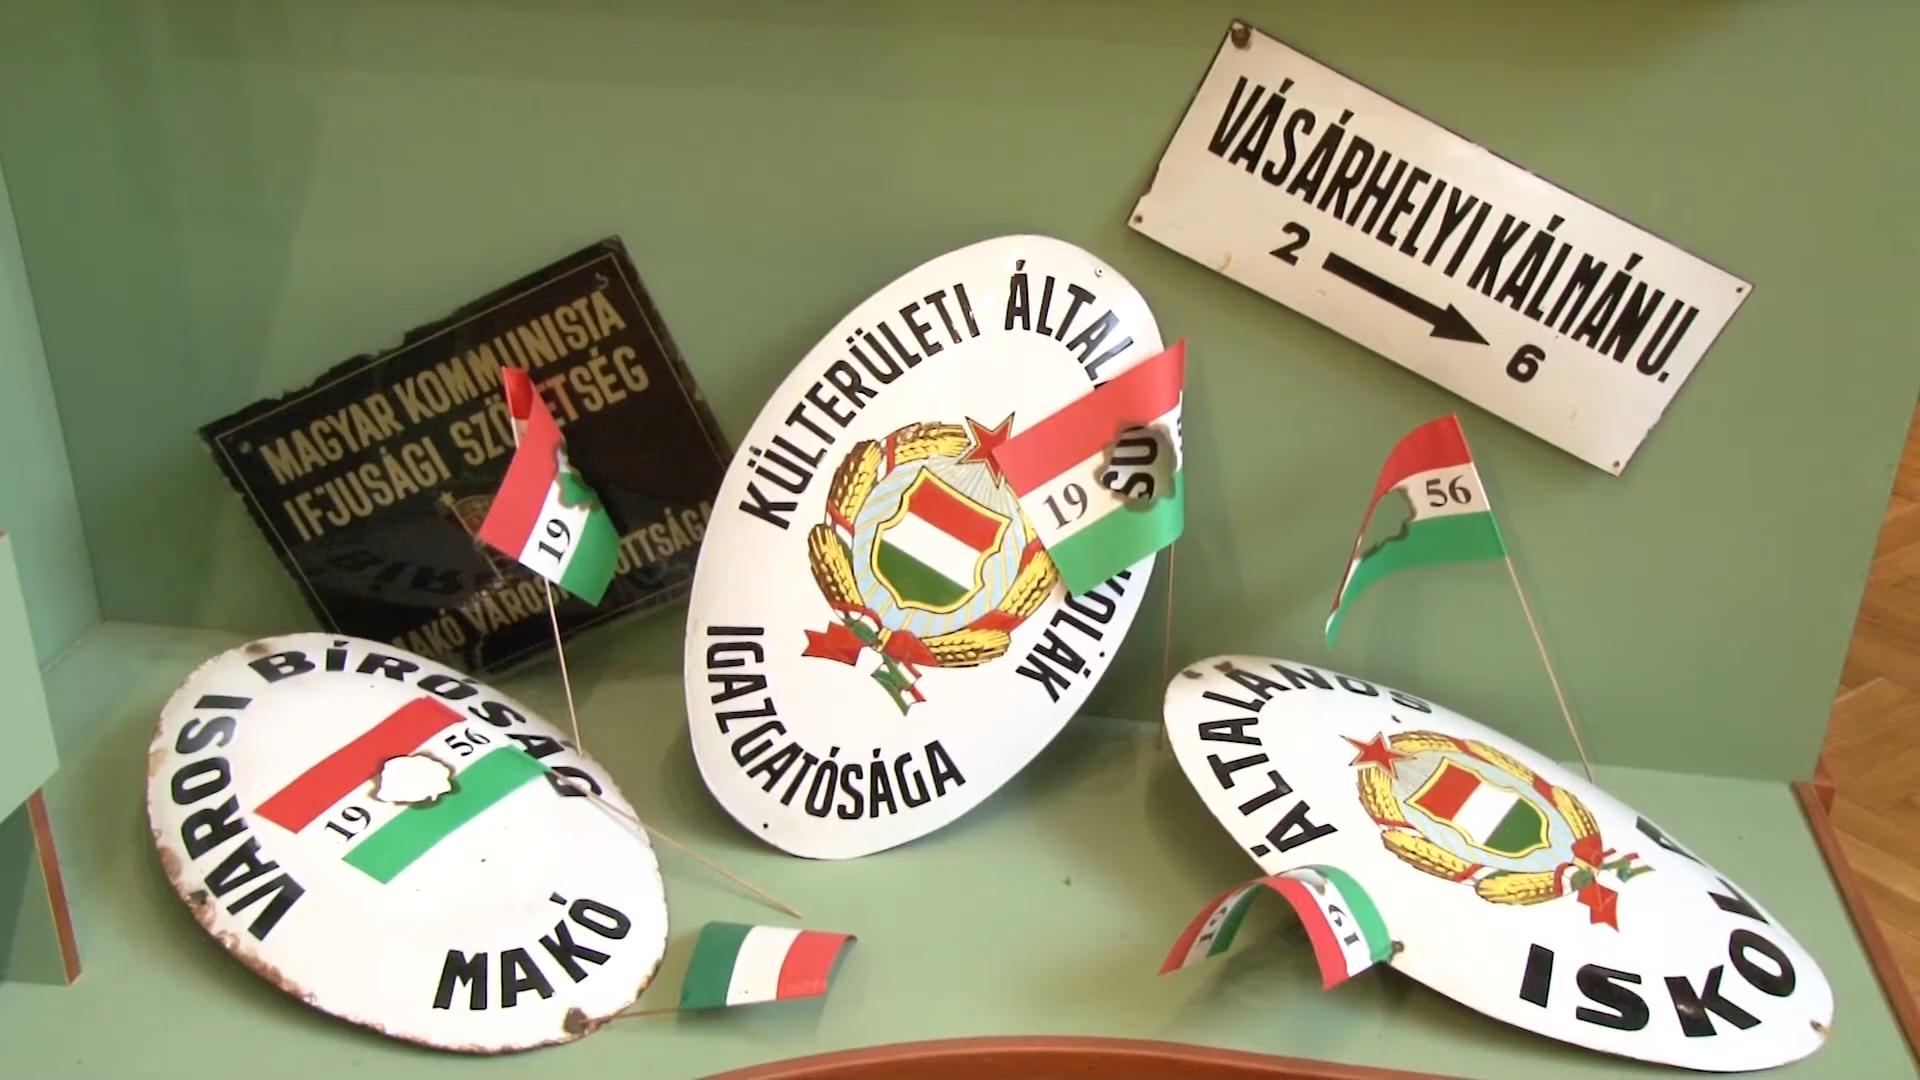 VÁSÁRHELYI KÁLMÁN U.
2 6
MAGYAR KOMMUNISTA
IFJUSÁGI SZÖVETSÉG
MAKÓ VÁROSI
KÜLTERÜLETI ÁLTAL
IGAZGATÓSÁGA
19
19
56
VÁROSI BÍRÓSÁG
19 56
MAKÓ
ÁLTALÁNOS
ISKOLA
19